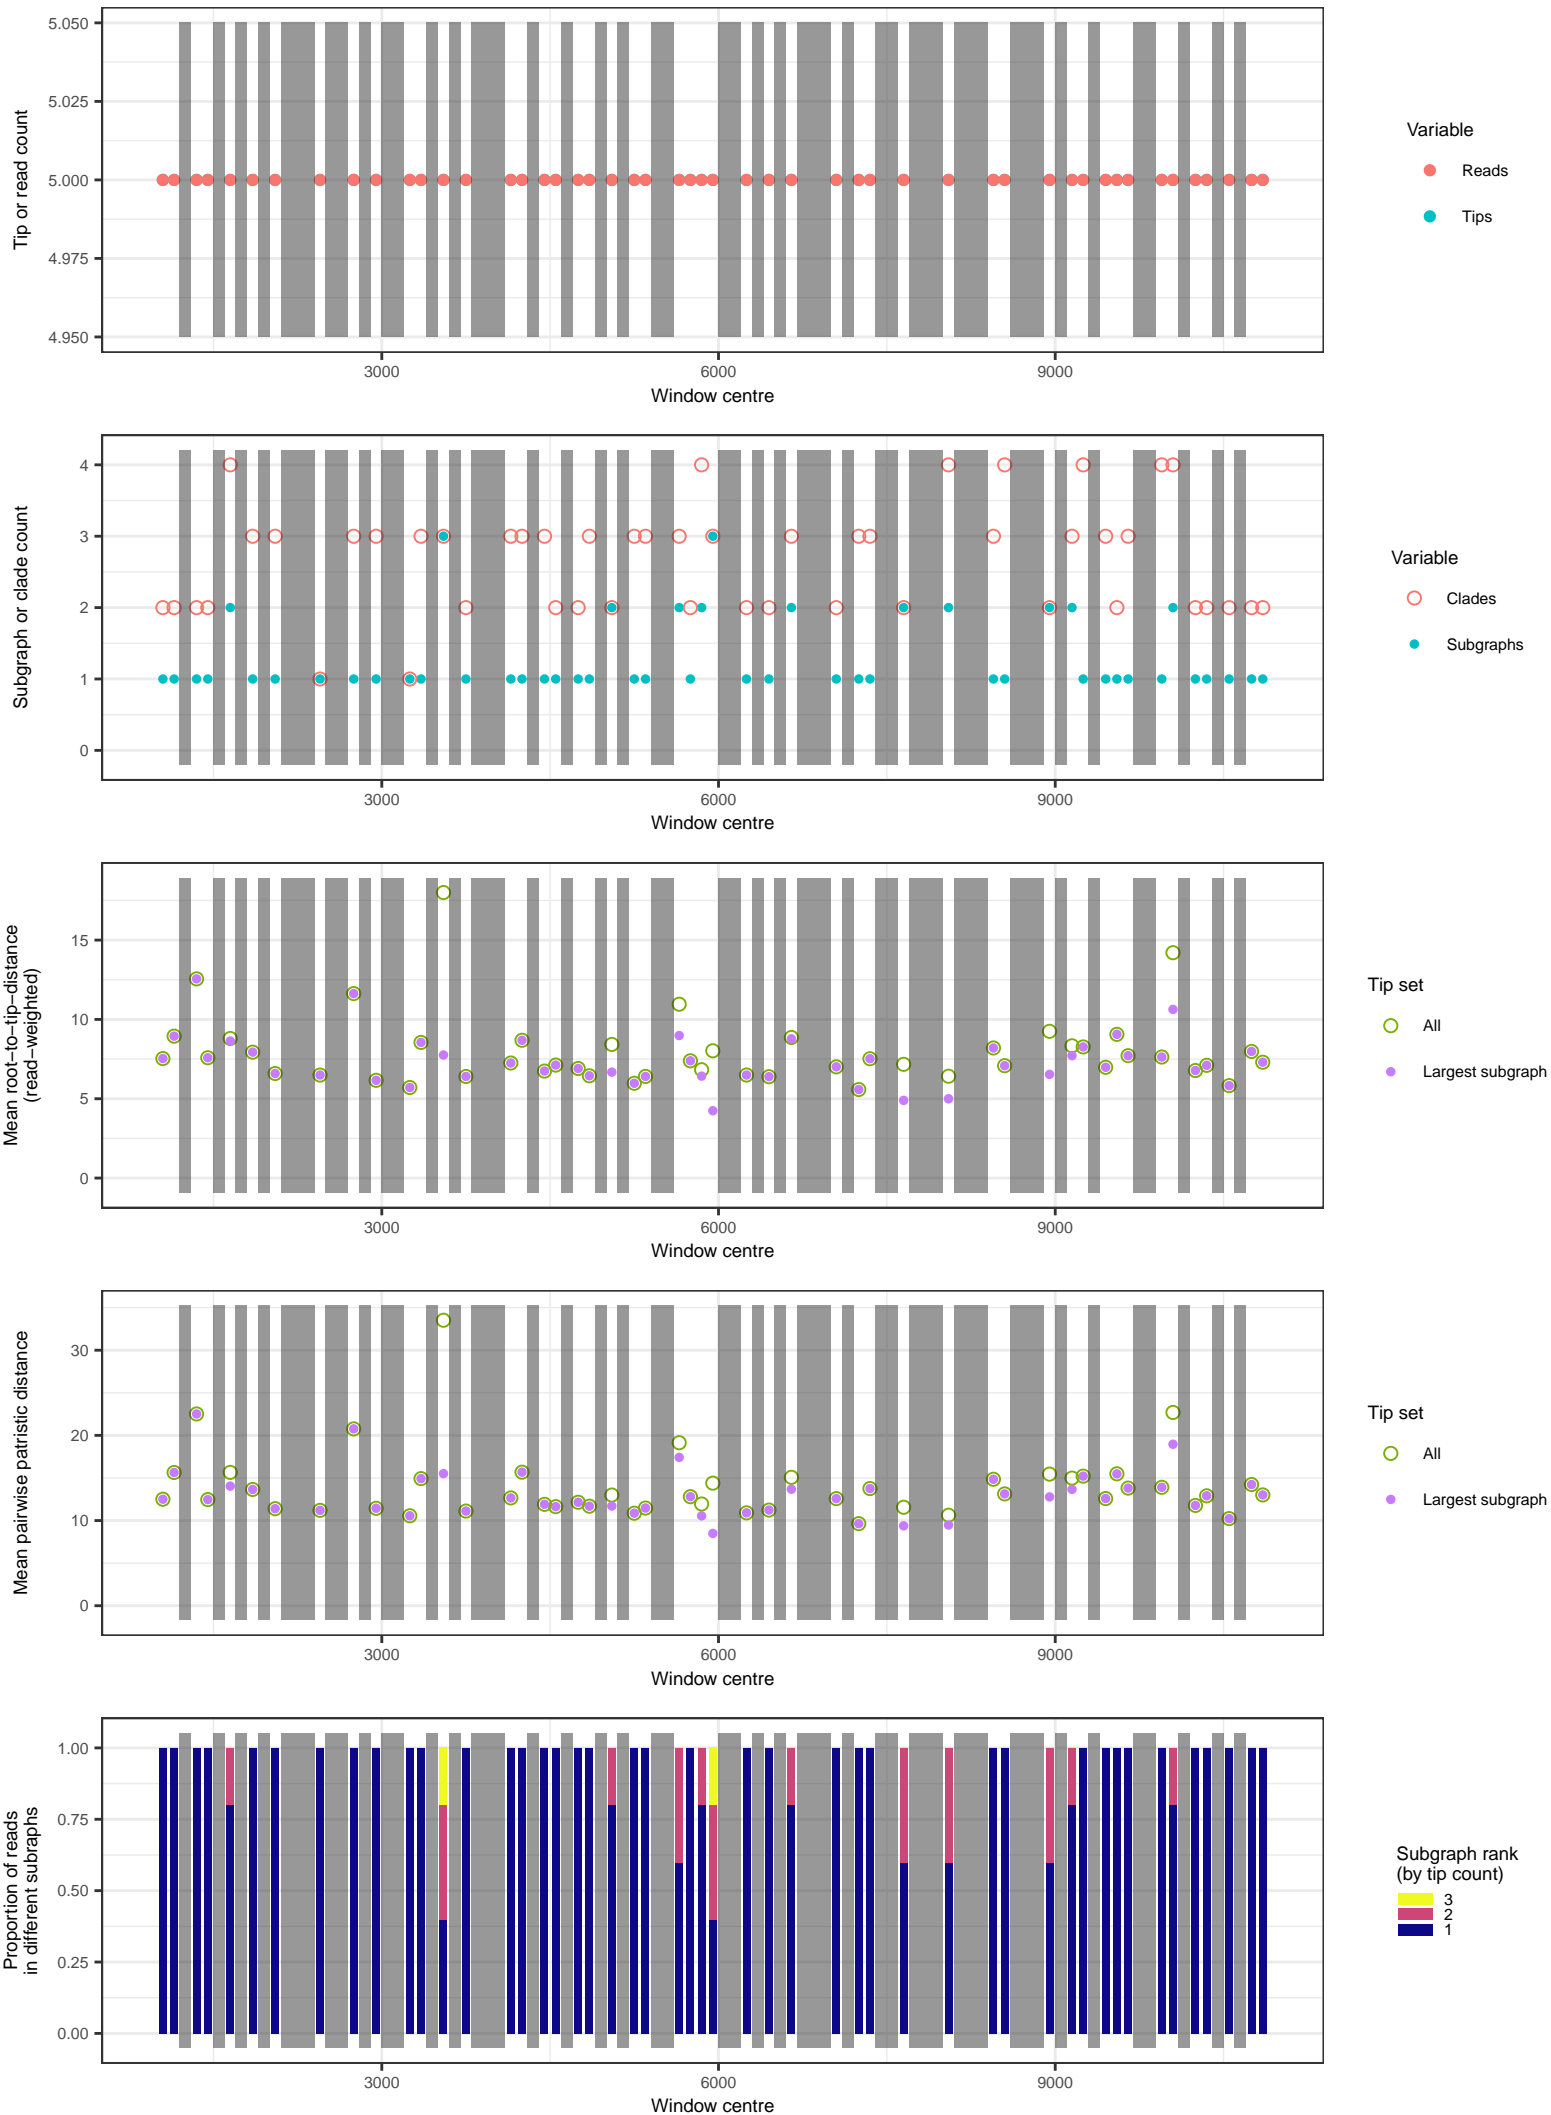 5.050
5.025
5.000
4.975
4.950
Tip or read count
3000
6000
9000
Window centre
Variable
Reads
Tips
4
3
2
1
0
Subgraph or clade count
3000
6000
9000
Window centre
Variable
Clades
Subgraphs
15
10
5
0
Mean root−to−tip−distance
(read−weighted)
3000
6000
9000
Window centre
Tip set
All
Largest subgraph
30
20
10
0
Mean pairwise patristic distance
3000
6000
9000
Window centre
Tip set
All
Largest subgraph
1.00
0.75
0.50
0.25
0.00
Proportion of reads
in different subraphs
3000
6000
9000
Window centre
Subgraph rank
(by tip count)
3
2
1